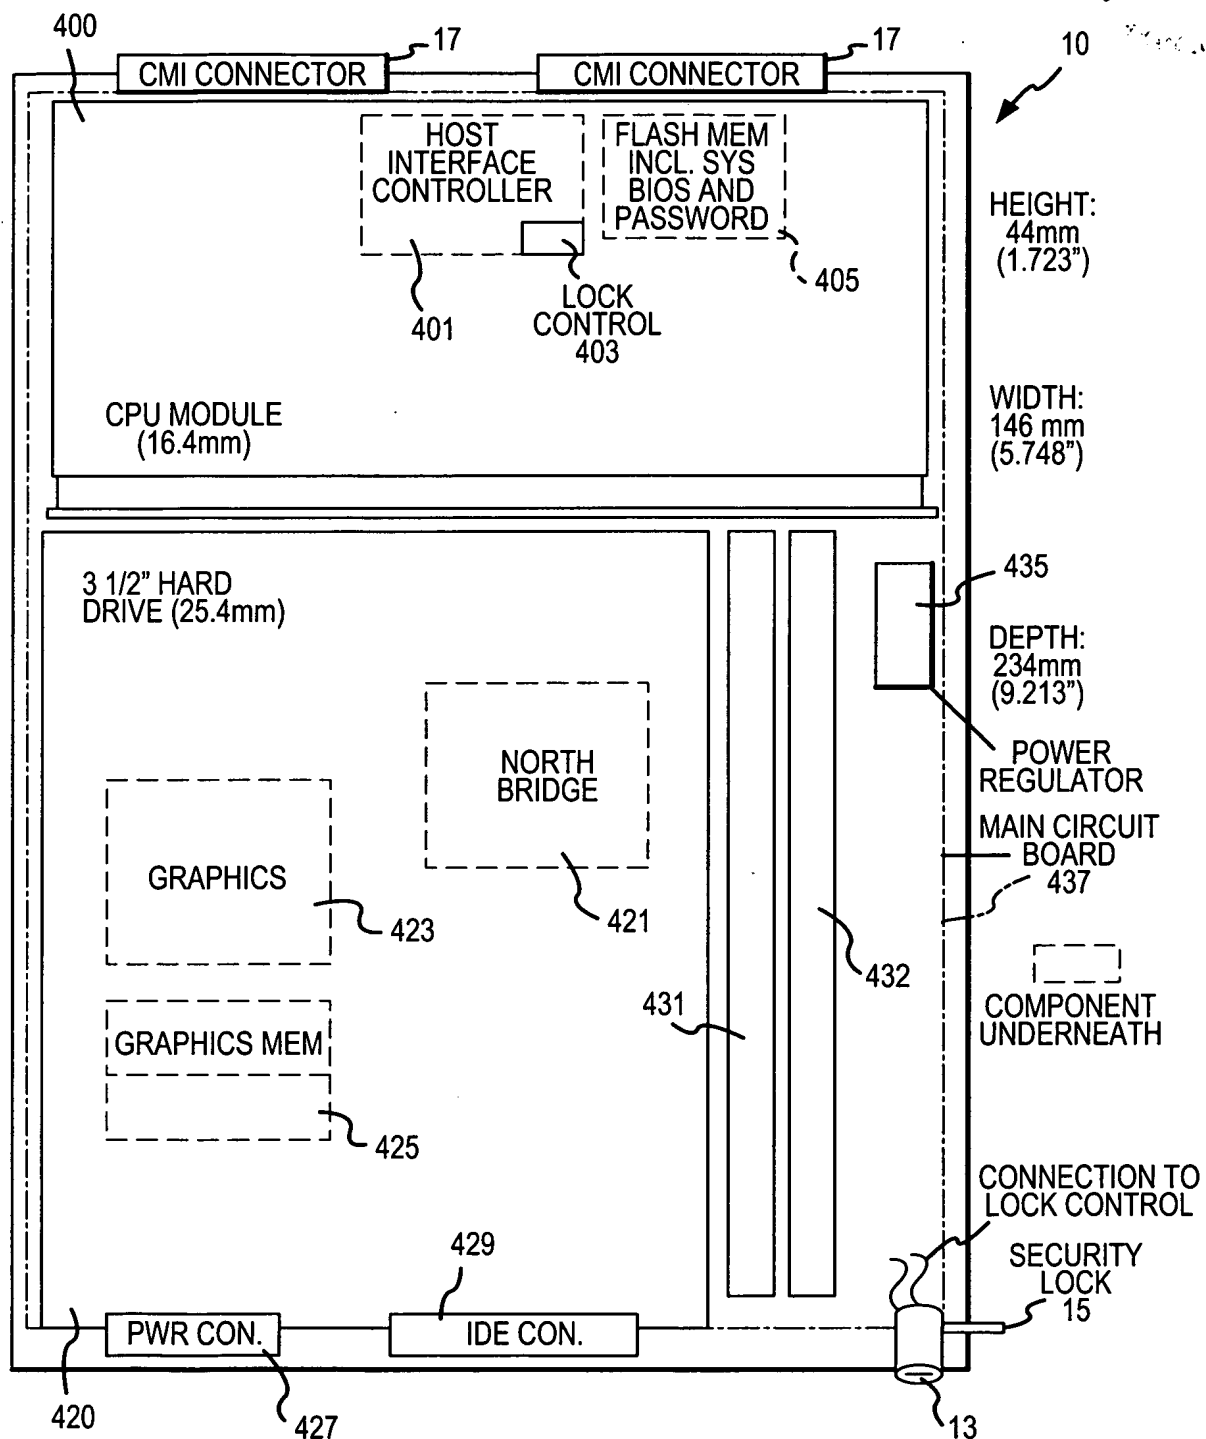 400
17
17
10
CMI CONNECTOR
CMI CONNECTOR
HOST
INTERFACE
CONTROLLER
FLASH MEM
INCL. SYS
BIOS AND
PASSWORD
HEIGHT:
44mm
(1.723")
405
401
LOCK
CONTROL
403
CPU MODULE
(16.4mm)
WIDTH:
146 mm
(5.748")
3 1/2" HARD
DRIVE (25.4mm)
435
DEPTH:
234mm
(9.213")
NORTH
BRIDGE
POWER
REGULATOR
GRAPHICS
MAIN CIRCUIT
BOARD
437
423
421
432
431
COMPONENT
UNDERNEATH
GRAPHICS MEM
425
CONNECTION TO
LOCK CONTROL
429
SECURITY
LOCK
15
PWR CON.
IDE CON.
420
427
13